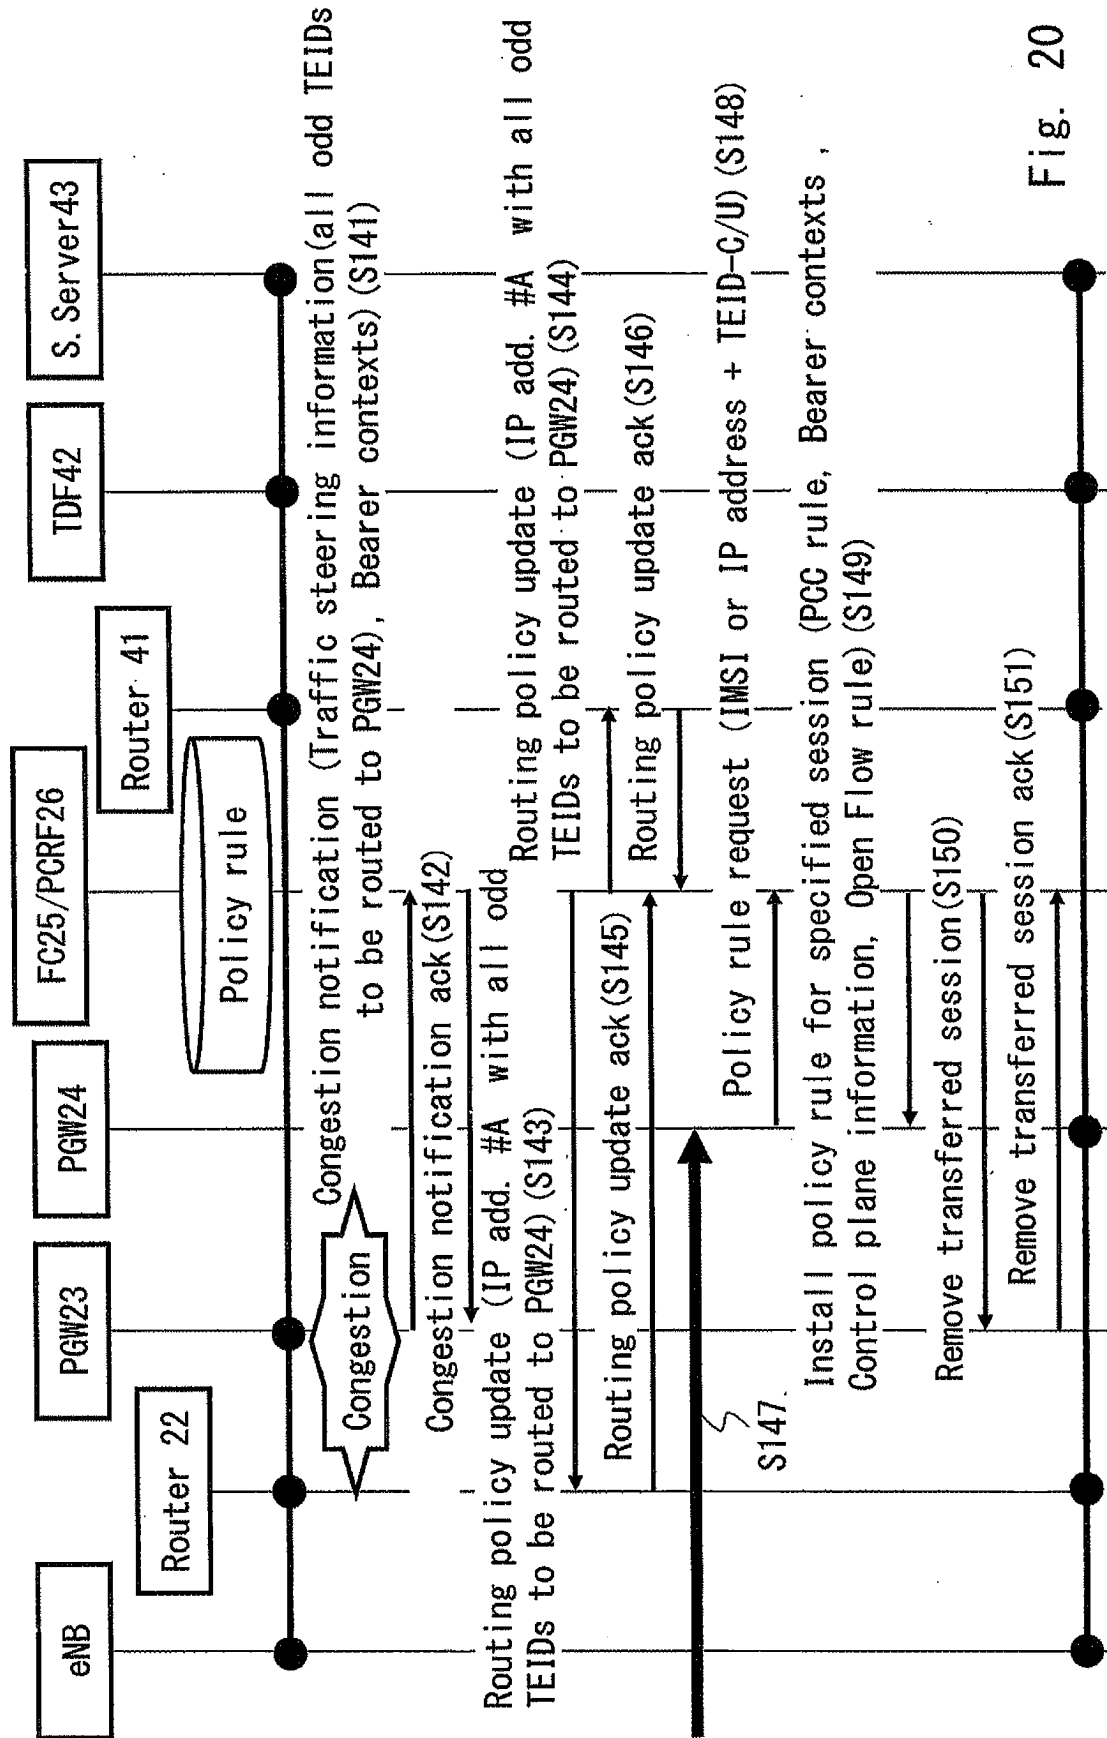 eNB
Router 22
PGW23
PGW24
FC25/PCRF26
Router 41
TDF42
S. Server43
Policy rule
Congestion
Congestion notification (Traffic steering information(all odd TEIDs
to be routed to PGW24), Bearer contexts) (S141)
Congestion notification ack(S142)
Routing policy update (IP add. #A with all odd
TEIDs to be routed to PGW24) (S143)
Routing policy update (IP add. #A with all odd
TEIDs to be routed to PGW24) (S144)
Routing policy update ack(S145)
Routing policy update ack(S146)
S147
Policy rule request (IMSI or IP address + TEID-C/U) (S148)
Install policy rule for specified session (PCC rule, Bearer contexts,
Control plane information, Open Flow rule) (S149)
Remove transferred session(S150)
Remove transferred session ack(S151)
Fig. 20